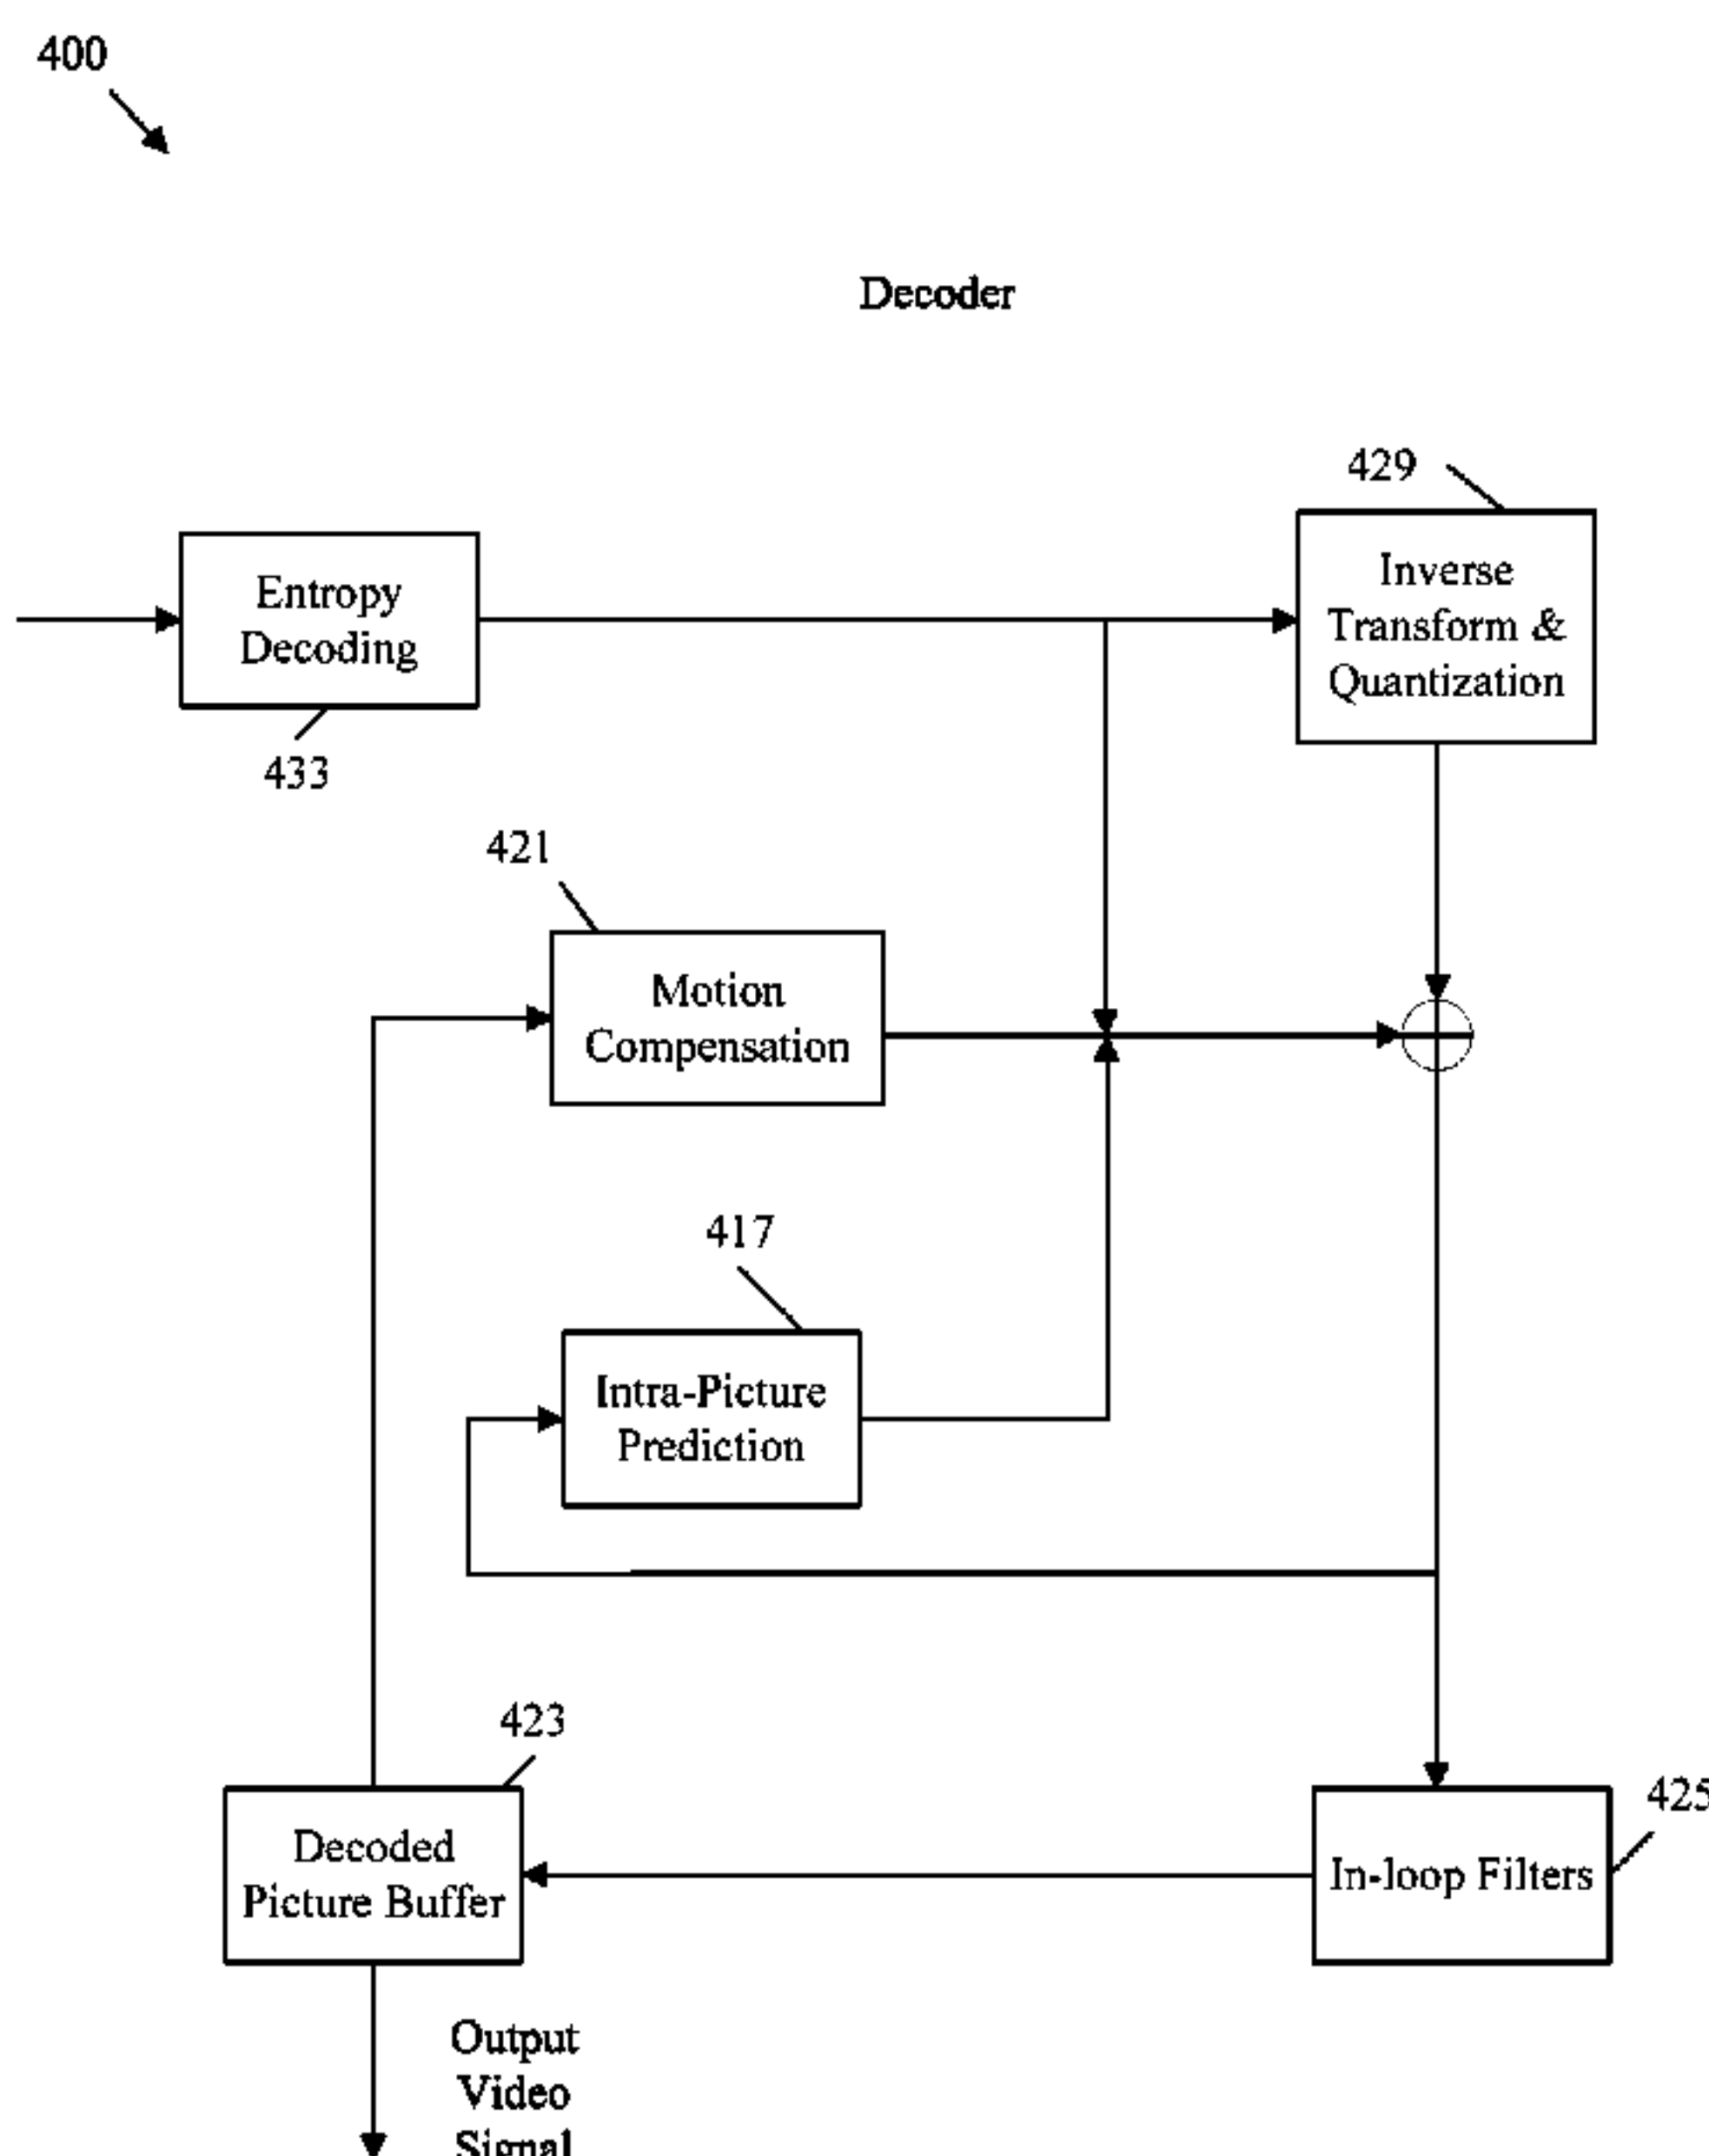 400
Decoder
429
Entropy
Decoding
Inverse
Transform &
Quantization
433
421
Motion
Compensation
417
Intra-Picture
Prediction
423
425
Decoded
Picture Buffer
In-loop Filters
Output
Video
Signal